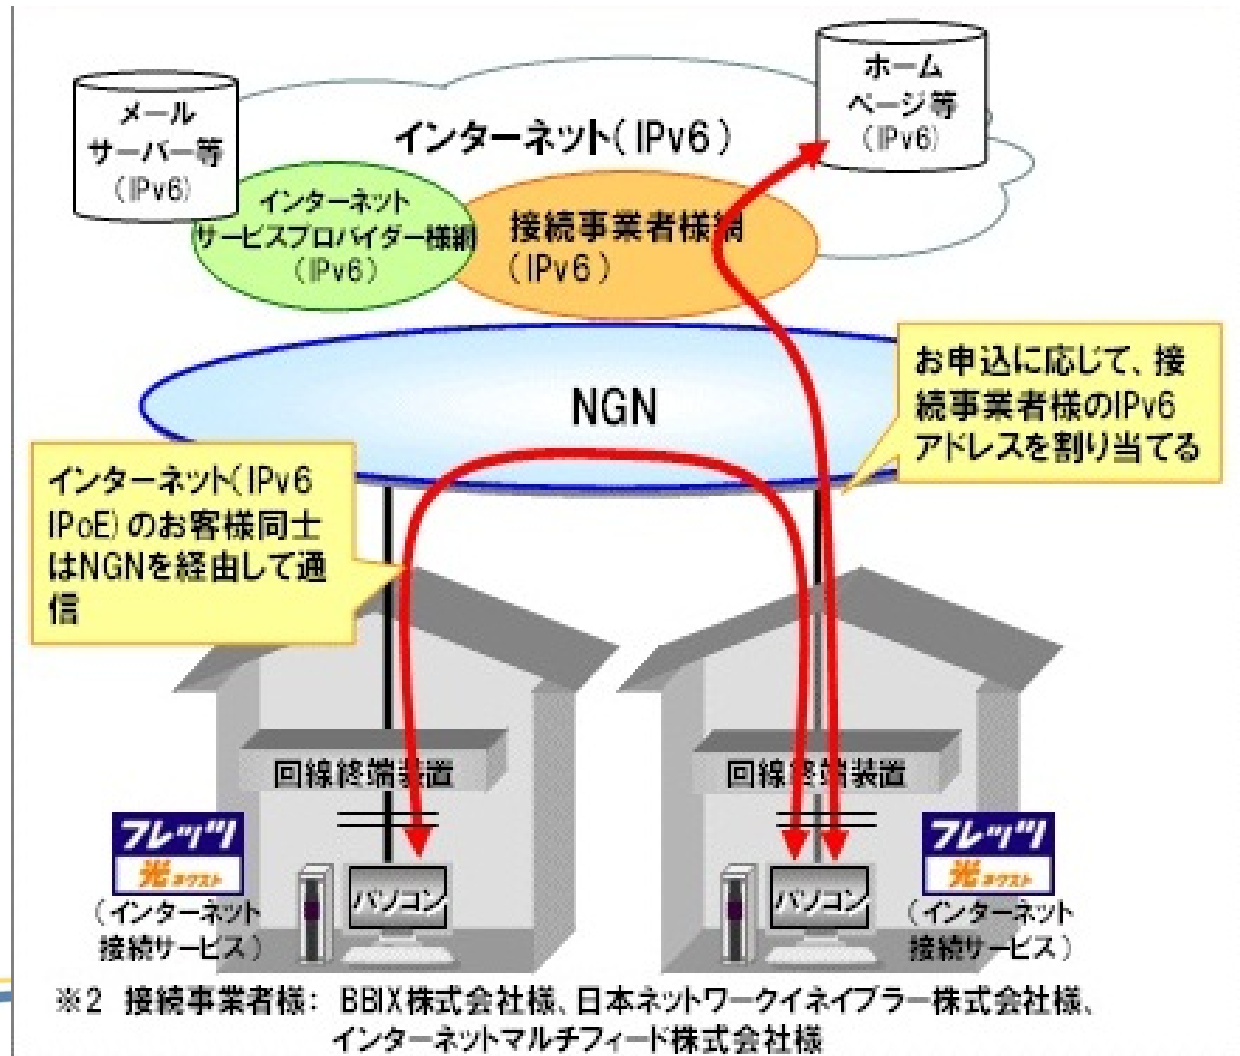 メール
サーバー等
(IPv6)
ホーム
ページ等
(IPv6)
インターネット(IPv6)
インターネット
サービスプロバイダー様網
(IPv6)
接続事業者様網
(IPv6)
NGN
お申込に応じて、接
続事業者様のIPv6
アドレスを割り当てる
インターネット(IPv6
IPoE)のお客様同士
はNGNを経由して通
信
回線終端装置
回線終端装置
フレッツ
光ネクスト
(インターネット
接続サービス)
パソコン
パソコン
フレッツ
光ネクスト
(インターネット
接続サービス)
※2 接続事業者様: BBIX株式会社様、日本ネットワークイネイブラー株式会社様、
インターネットマルチフィード株式会社様